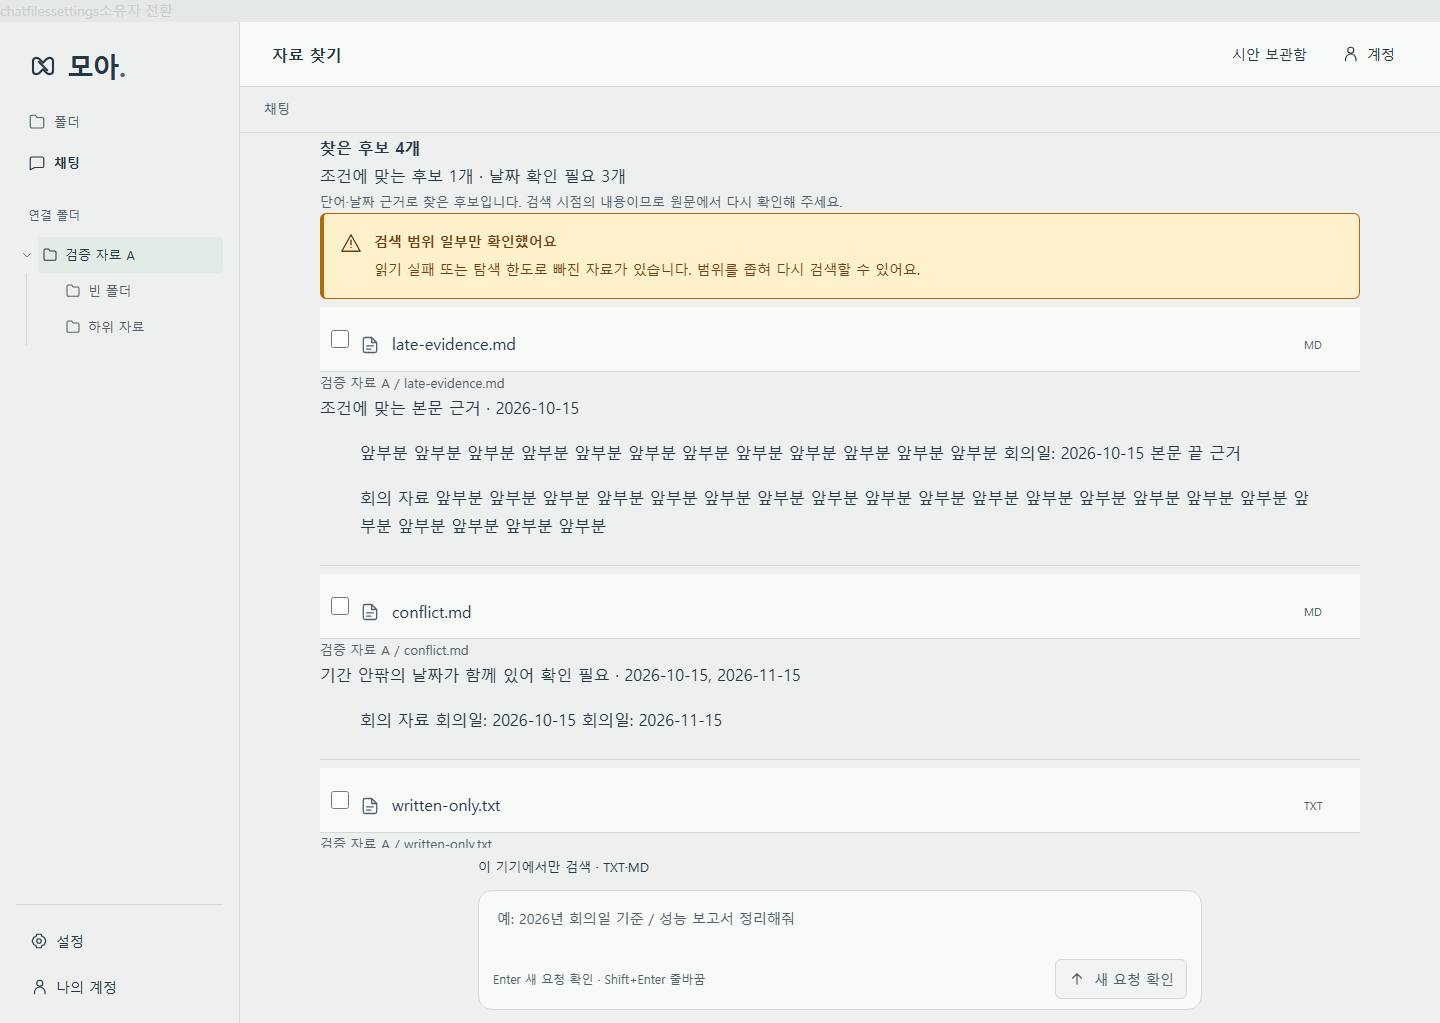 chatfilessettings소유자 전환
모아.
폴더
채팅
연결 폴더
검증 자료 A
빈 폴더
하위 자료
설정
나의 계정
자료 찾기
시안 보관함
계정
채팅
찾은 후보 4개
조건에 맞는 후보 1개 · 날짜 확인 필요 3개
단어·날짜 근거로 찾은 후보입니다. 검색 시점의 내용이므로 원문에서 다시 확인해 주세요.
검색 범위 일부만 확인했어요
읽기 실패 또는 탐색 한도로 빠진 자료가 있습니다. 범위를 좁혀 다시 검색할 수 있어요.
late-evidence.md
MD
검증 자료 A / late-evidence.md
조건에 맞는 본문 근거 · 2026-10-15
앞부분 앞부분 앞부분 앞부분 앞부분 앞부분 앞부분 앞부분 앞부분 앞부분 앞부분 앞부분 회의일: 2026-10-15 본문 끝 근거
회의 자료 앞부분 앞부분 앞부분 앞부분 앞부분 앞부분 앞부분 앞부분 앞부분 앞부분 앞부분 앞부분 앞부분 앞부분 앞부분 앞부분 앞
부분 앞부분 앞부분 앞부분 앞부분
conflict.md
MD
검증 자료 A / conflict.md
기간 안팎의 날짜가 함께 있어 확인 필요 · 2026-10-15, 2026-11-15
회의 자료 회의일: 2026-10-15 회의일: 2026-11-15
written-only.txt
TXT
검증 자료 A / written-only.txt
이 기기에서만 검색 · TXT·MD
예: 2026년 회의일 기준 / 성능 보고서 정리해줘
Enter 새 요청 확인 · Shift+Enter 줄바꿈
새 요청 확인